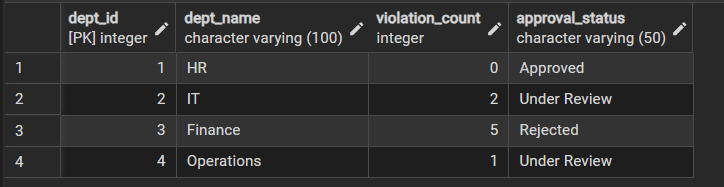 dept_id dept_name violation_count approval_status
[PK] integer character varying (100) integer character varying (50)
1 1 HR 0 Approved
2 2 IT 2 Under Review
3 3 Finance 5 Rejected
4 4 Operations 1 Under Review